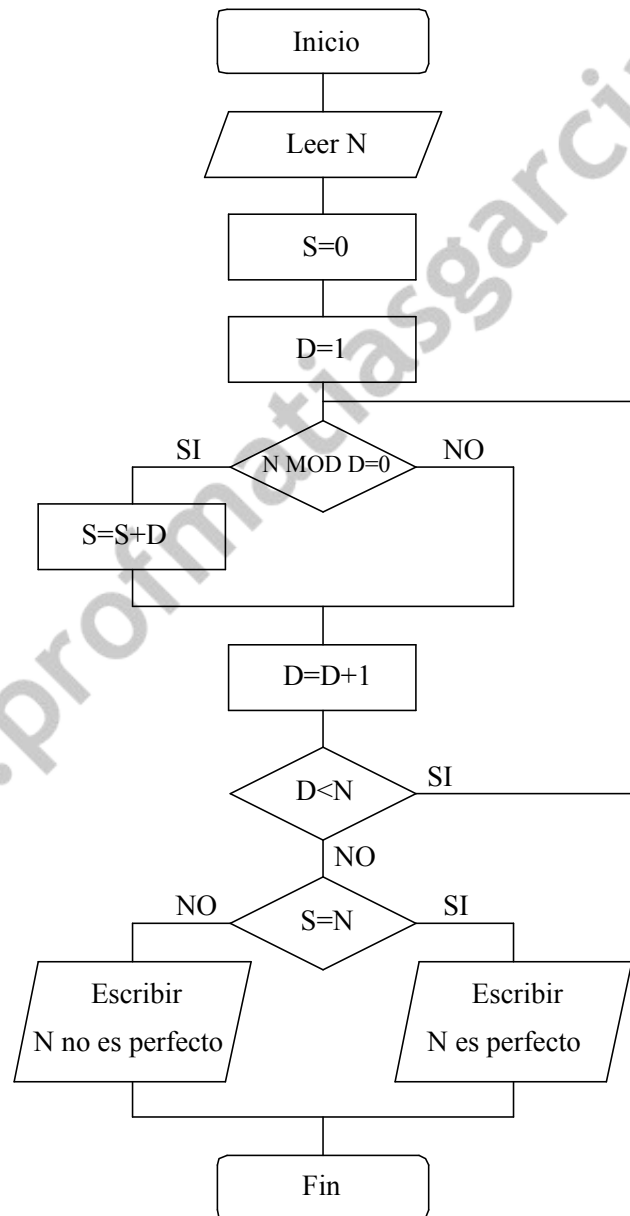 Inicio
Leer N
S=0
D=1
SI
N MOD D=0
NO
S=S+D
D=D+1
D<N
SI
NO
NO
S=N
SI
Escribir
N no es perfecto
Escribir
N es perfecto
Fin
.profmatiasgarcia